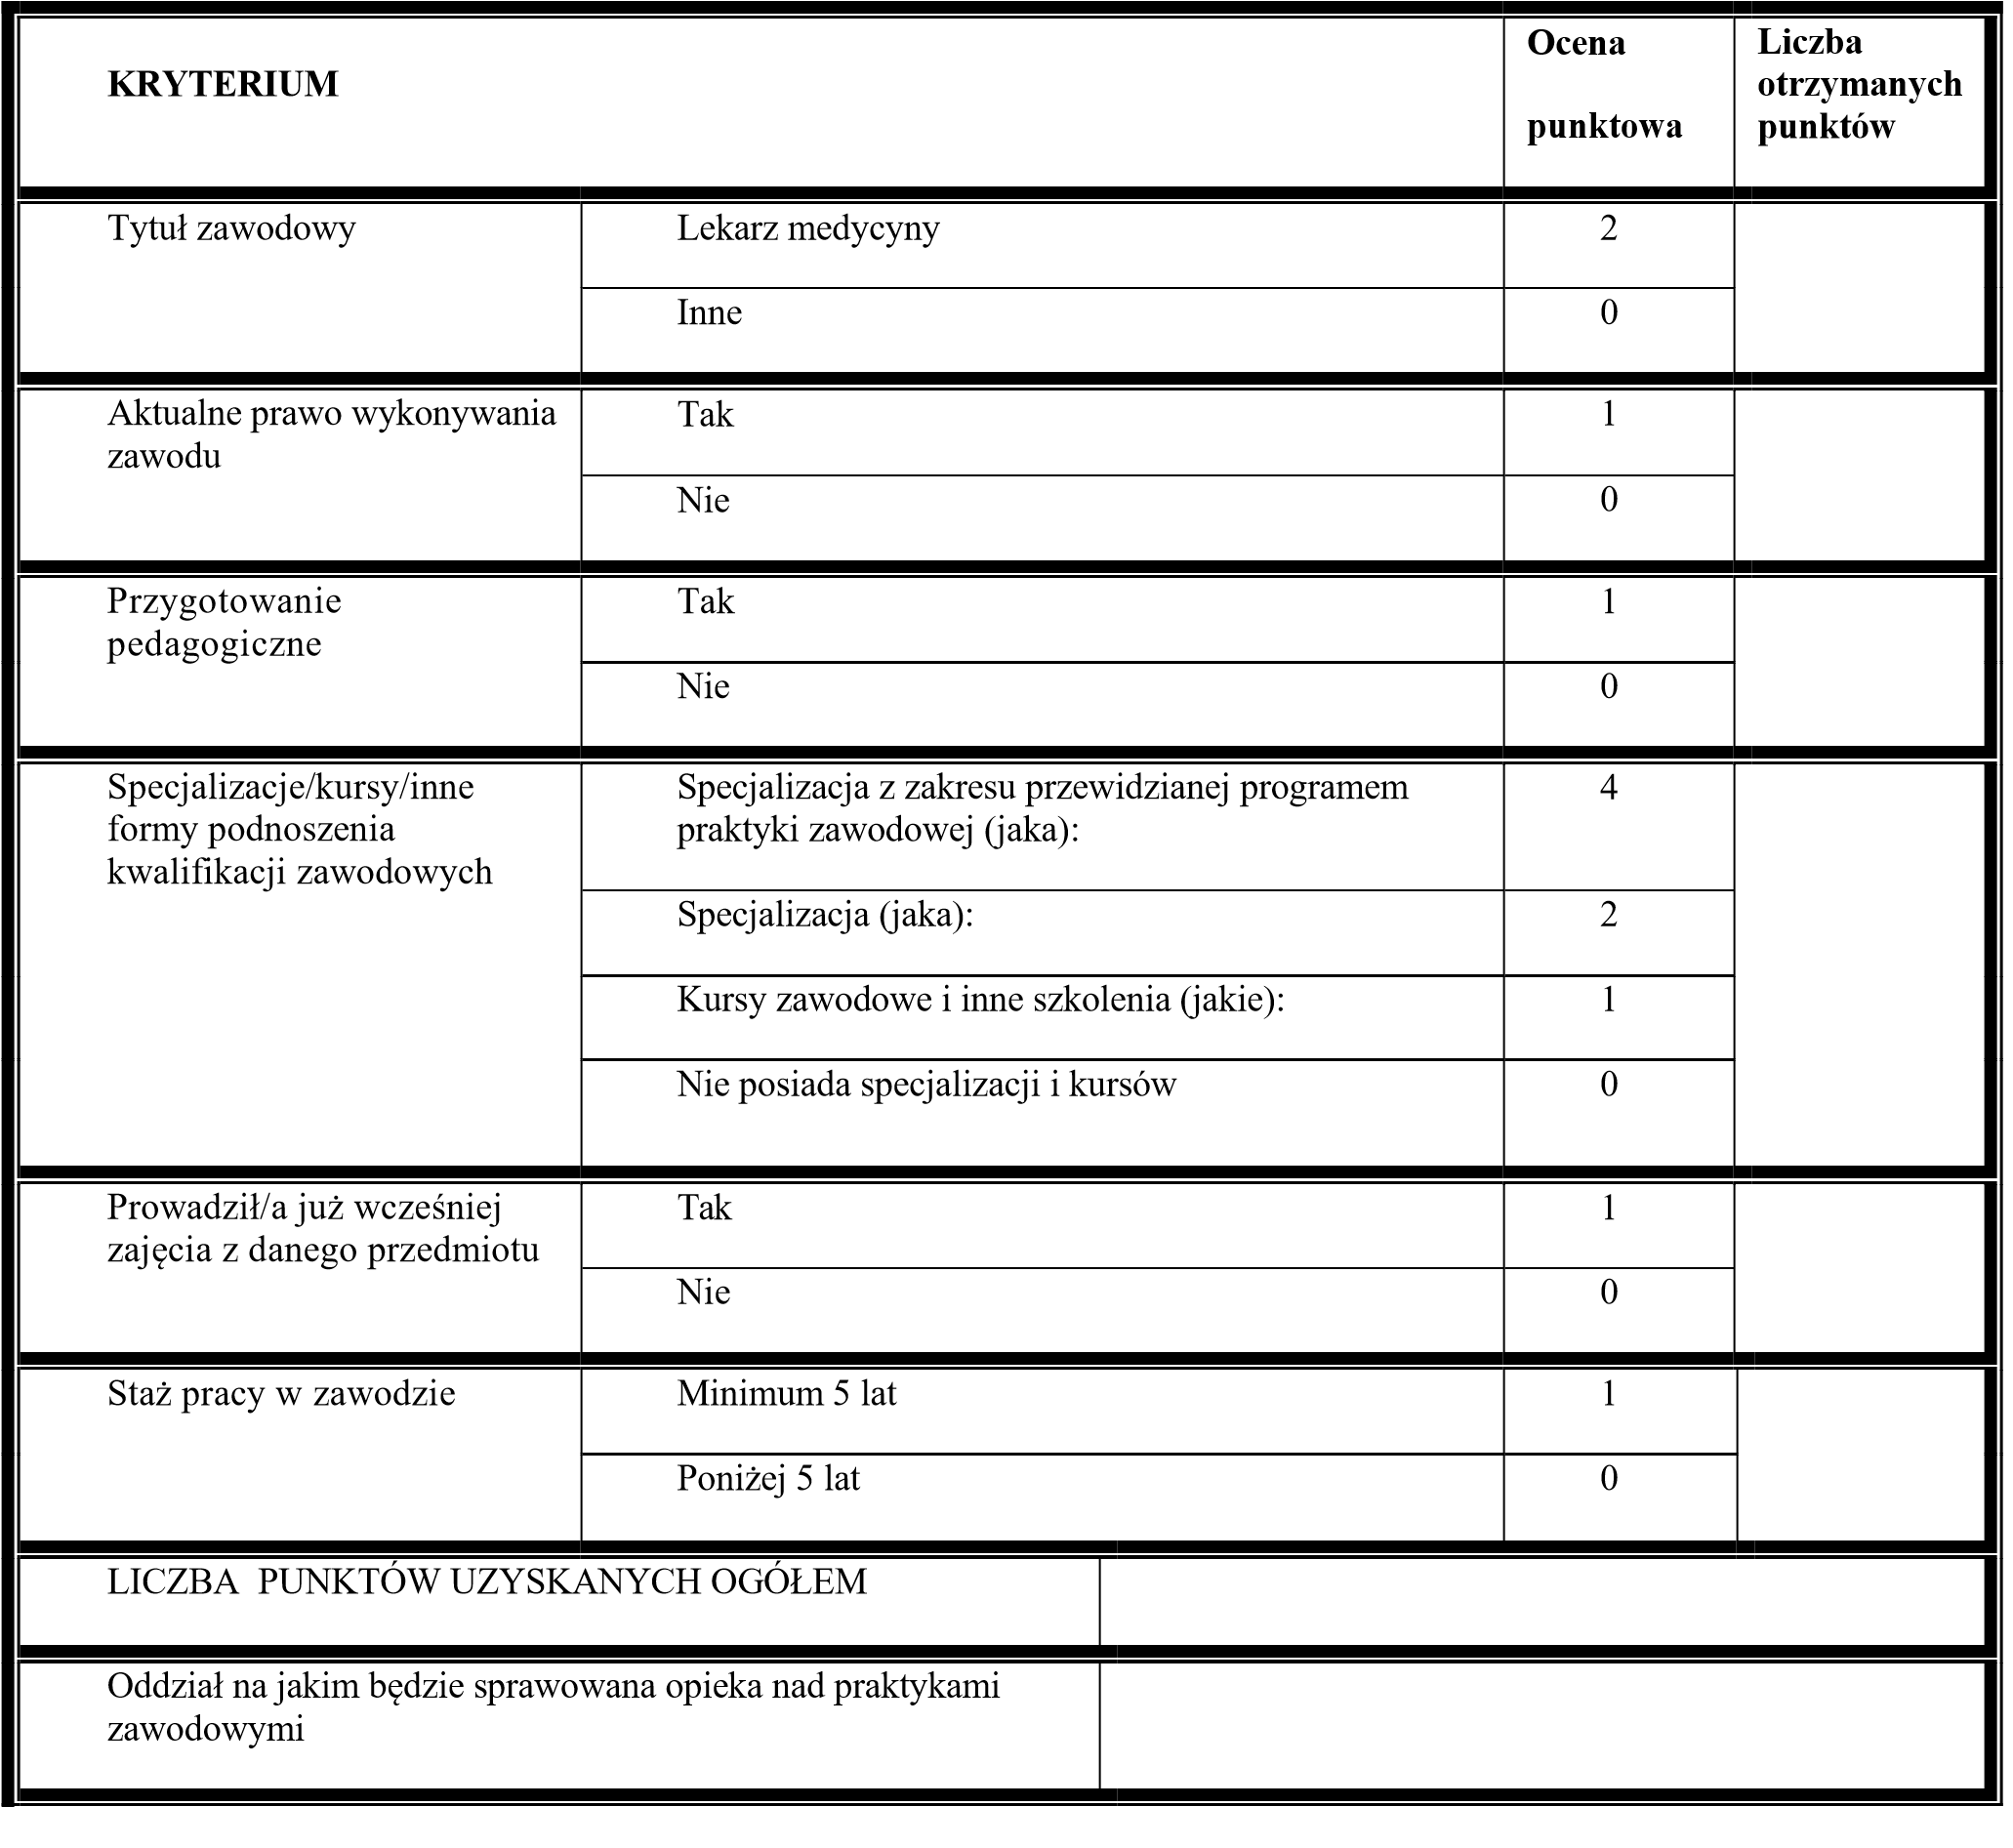 KRYTERIUM
Ocena
punktowa
Liczba
otrzymanych
punktów
Tytuł zawodowy
Lekarz medycyny
2
Inne
0
Aktualne prawo wykonywania
zawodu
Tak
1
Nie
0
Przygotowanie
pedagogiczne
Tak
1
Nie
0
Specjalizacje/kursy/inne
formy podnoszenia
kwalifikacji zawodowych
Specjalizacja z zakresu przewidzianej programem
praktyki zawodowej (jaka):
4
Specjalizacja (jaka):
2
Kursy zawodowe i inne szkolenia (jakie):
1
Nie posiada specjalizacji i kursów
0
Prowadził/a już wcześniej
zajęcia z danego przedmiotu
Tak
1
Nie
0
Staż pracy w zawodzie
Minimum 5 lat
1
Poniżej 5 lat
0
LICZBA PUNKTÓW UZYSKANYCH OGÓŁEM
Oddział na jakim będzie sprawowana opieka nad praktykami
zawodowymi